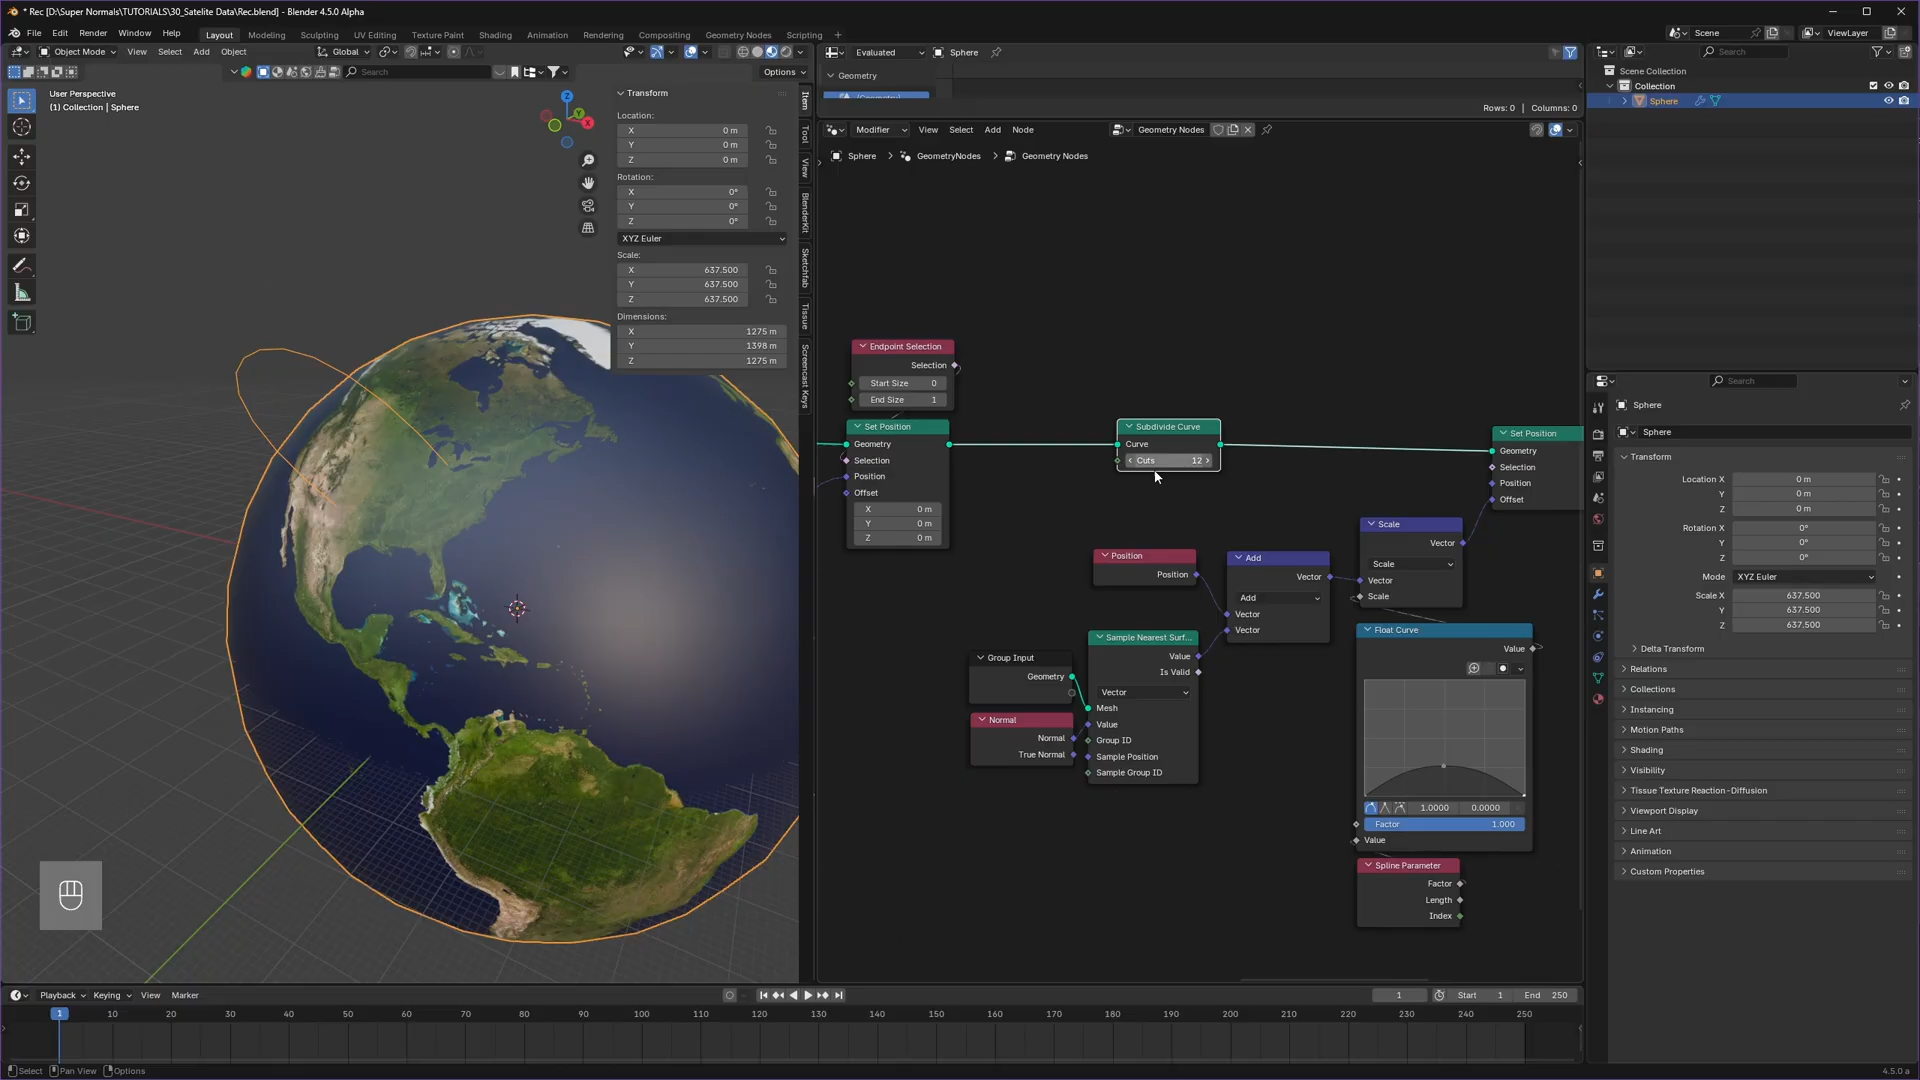 * Rec [D:\Super Normals\TUTORIALS\30_Satelite Data\Rec.blend] - Blender 4.5.0 Alpha
File Edit Render Window Help
Layout Modeling Sculpting UV Editing Texture Paint Shading Animation Rendering Compositing Geometry Nodes Scripting +
Scene
ViewLayer
Object Mode View Select Add Object
Global
Search
Options
User Perspective
(1) Collection | Sphere
Z
Y
X
Transform
Location:
X 0 m
Y 0 m
Z 0 m
Rotation:
X 0°
Y 0°
Z 0°
XYZ Euler
Scale:
X 637.500
Y 637.500
Z 637.500
Dimensions:
X 1275 m
Y 1398 m
Z 1275 m
Item
Tool
View
BlenderKit
Sketchfab
Tissue
Screencast Keys
Evaluated
Sphere
Geometry
Rows: 0 | Columns: 0
Modifier View Select Add Node
Geometry Nodes
Sphere > GeometryNodes > Geometry Nodes
Endpoint Selection
Selection
Start Size 0
End Size 1
Set Position
Geometry
Selection
Position
Offset
X 0 m
Y 0 m
Z 0 m
Subdivide Curve
Curve
Cuts 12
Set Position
Geometry
Selection
Position
Offset
Position
Position
Add
Vector
Add
Vector
Vector
Scale
Vector
Scale
Vector
Scale
Group Input
Geometry
Normal
Normal
True Normal
Sample Nearest Surf...
Value
Is Valid
Vector
Mesh
Value
Group ID
Sample Position
Sample Group ID
Float Curve
Value
1.0000 0.0000
Factor 1.000
Value
Spline Parameter
Factor
Length
Index
Search
Scene Collection
Collection
Sphere
Search
Sphere
Sphere
Transform
Location X 0 m
Y 0 m
Z 0 m
Rotation X 0°
Y 0°
Z 0°
Mode XYZ Euler
Scale X 637.500
Y 637.500
Z 637.500
Delta Transform
Relations
Collections
Instancing
Motion Paths
Shading
Visibility
Tissue Texture Reaction-Diffusion
Viewport Display
Line Art
Animation
Custom Properties
Playback Keying View Marker
1
Start 1
End 250
1 10 20 30 40 50 60 70 80 90 100 110 120 130 140 150 160 170 180 190 200 210 220 230 240 250
Select Pan View Options
4.5.0 a